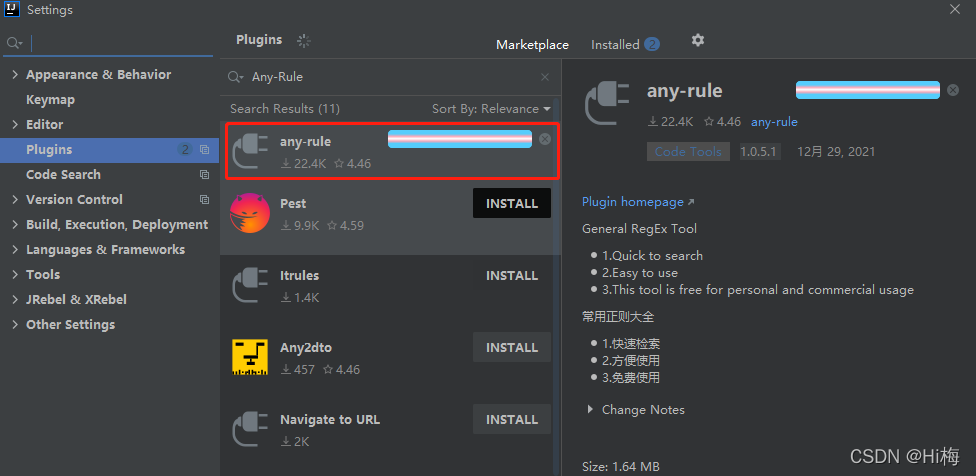 Settings
Appearance & Behavior
Keymap
Editor
Plugins 2
Code Search
Version Control
Build, Execution, Deployment
Languages & Frameworks
Tools
JRebel & XRebel
Other Settings
Plugins Marketplace Installed 2
Any-Rule
Search Results (11) Sort By: Relevance
any-rule
22.4K 4.46
Pest INSTALL
9.9K 4.59
Itrules INSTALL
1.4K
Any2dto INSTALL
457 4.46
Navigate to URL INSTALL
2K
any-rule
22.4K 4.46 any-rule
Code Tools 1.0.5.1 12月 29, 2021
Plugin homepage
General RegEx Tool
1.Quick to search
2.Easy to use
3.This tool is free for personal and commercial usage
常用正则大全
1.快速检索
2.方便使用
3.免费使用
Change Notes
Size: 1.64 MB
CSDN @Hi梅